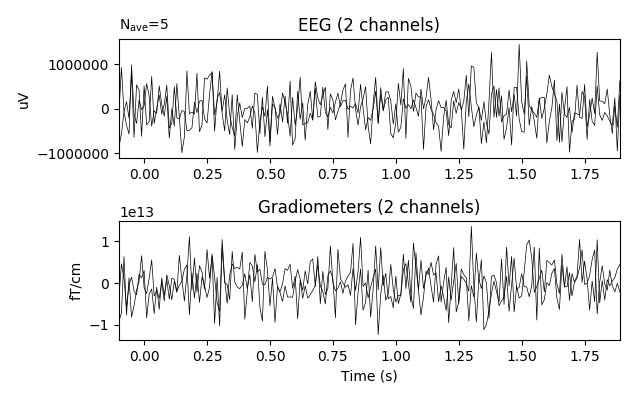 N_ave=5
EEG (2 channels)
1000000
0
−1000000
uV
0.00 0.25 0.50 0.75 1.00 1.25 1.50 1.75
1e13
Gradiometers (2 channels)
1
0
−1
fT/cm
0.00 0.25 0.50 0.75 1.00 1.25 1.50 1.75
Time (s)